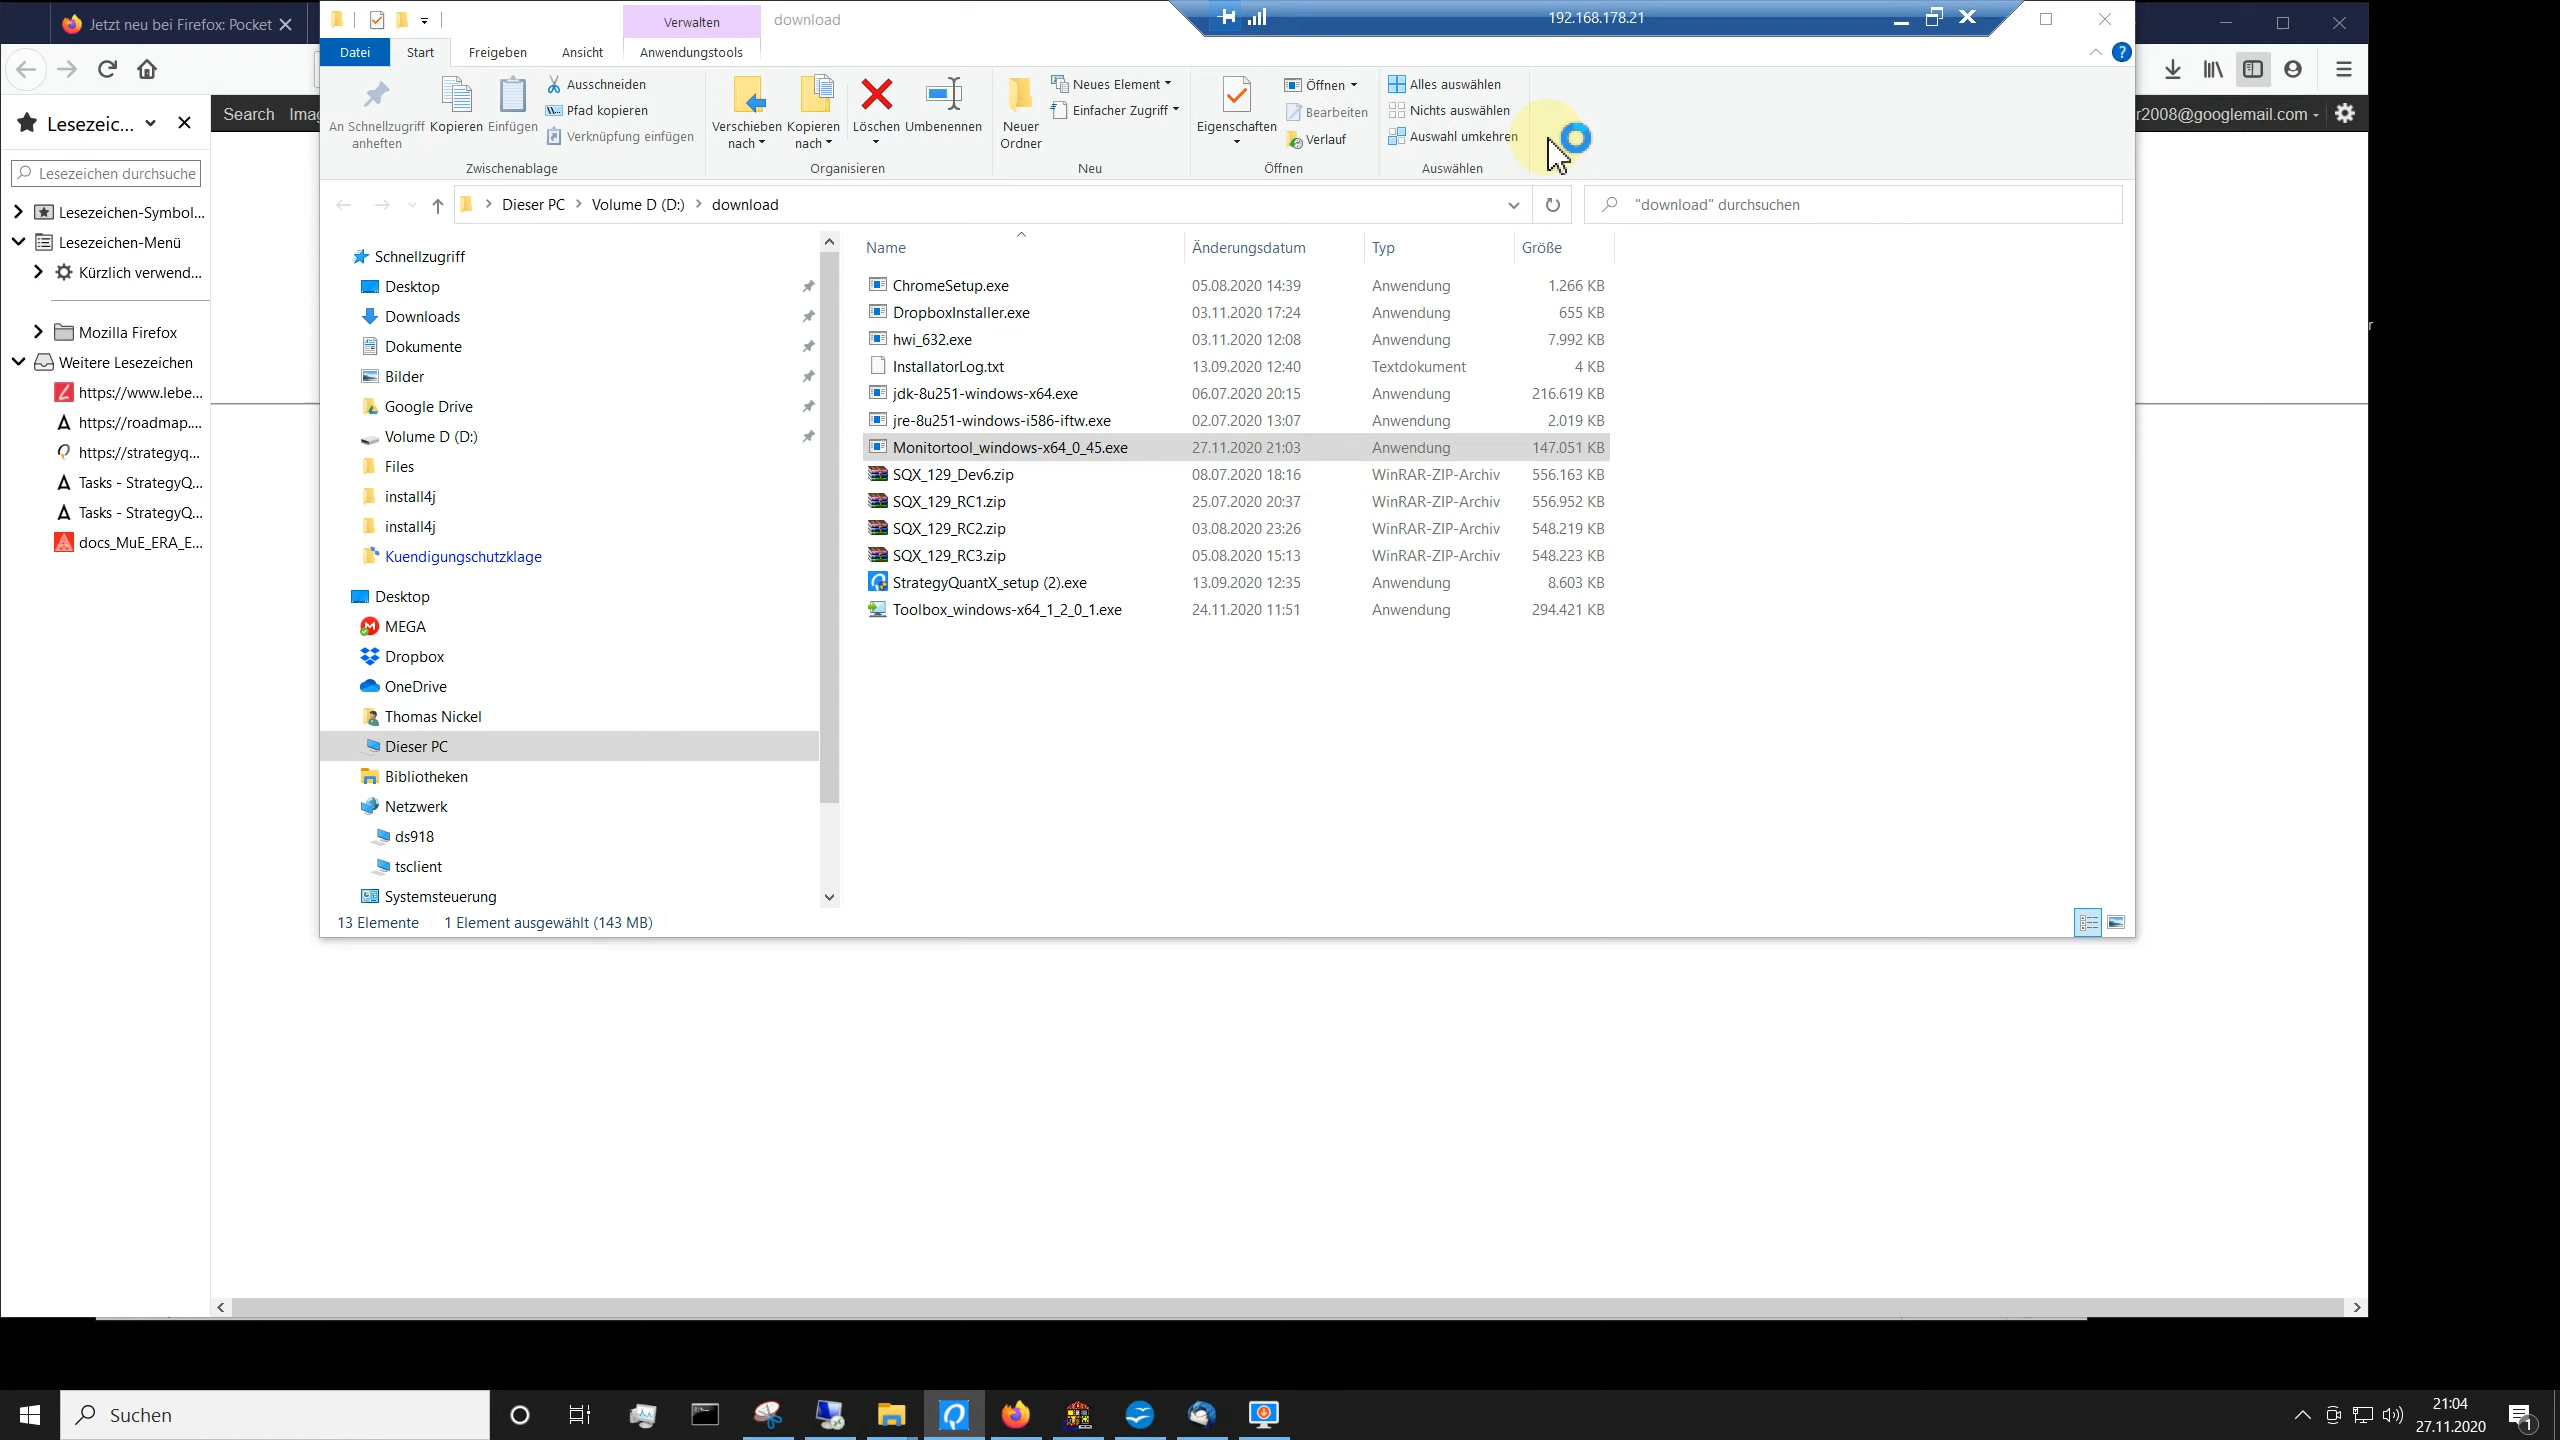 Jetzt neu bei Firefox: Pocket
Verwalten
download
192.168.178.21
Datei
Start
Freigeben
Ansicht
Anwendungstools
An Schnellzugriff anheften
Kopieren
Einfügen
Ausschneiden
Pfad kopieren
Verknüpfung einfügen
Zwischenablage
Verschieben nach
Kopieren nach
Löschen
Umbenennen
Organisieren
Neuer Ordner
Neues Element
Einfacher Zugriff
Neu
Eigenschaften
Öffnen
Bearbeiten
Verlauf
Öffnen
Alles auswählen
Nichts auswählen
Auswahl umkehren
Auswählen
Lesezeic...
Search
Imag
r2008@googlemail.com
Lesezeichen durchsuche
Lesezeichen-Symbol...
Lesezeichen-Menü
Kürzlich verwend...
Mozilla Firefox
Weitere Lesezeichen
https://www.lebe...
https://roadmap....
https://strategyq...
Tasks - StrategyQ...
Tasks - StrategyQ...
docs_MuE_ERA_E...
Dieser PC > Volume D (D:) > download
"download" durchsuchen
Schnellzugriff
Desktop
Downloads
Dokumente
Bilder
Google Drive
Volume D (D:)
Files
install4j
install4j
Kuendigungschutzklage
Desktop
MEGA
Dropbox
OneDrive
Thomas Nickel
Dieser PC
Bibliotheken
Netzwerk
ds918
tsclient
Systemsteuerung
Name Änderungsdatum Typ Größe
ChromeSetup.exe 05.08.2020 14:39 Anwendung 1.266 KB
DropboxInstaller.exe 03.11.2020 17:24 Anwendung 655 KB
hwi_632.exe 03.11.2020 12:08 Anwendung 7.992 KB
InstallatorLog.txt 13.09.2020 12:40 Textdokument 4 KB
jdk-8u251-windows-x64.exe 06.07.2020 20:15 Anwendung 216.619 KB
jre-8u251-windows-i586-iftw.exe 02.07.2020 13:07 Anwendung 2.019 KB
Monitortool_windows-x64_0_45.exe 27.11.2020 21:03 Anwendung 147.051 KB
SQX_129_Dev6.zip 08.07.2020 18:16 WinRAR-ZIP-Archiv 556.163 KB
SQX_129_RC1.zip 25.07.2020 20:37 WinRAR-ZIP-Archiv 556.952 KB
SQX_129_RC2.zip 03.08.2020 23:26 WinRAR-ZIP-Archiv 548.219 KB
SQX_129_RC3.zip 05.08.2020 15:13 WinRAR-ZIP-Archiv 548.223 KB
StrategyQuantX_setup (2).exe 13.09.2020 12:35 Anwendung 8.603 KB
Toolbox_windows-x64_1_2_0_1.exe 24.11.2020 11:51 Anwendung 294.421 KB
r
13 Elemente 1 Element ausgewählt (143 MB)
Suchen
21:04
27.11.2020
1